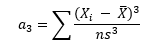 a₃ = ∑ (Xᵢ − X̄)³ / ns³